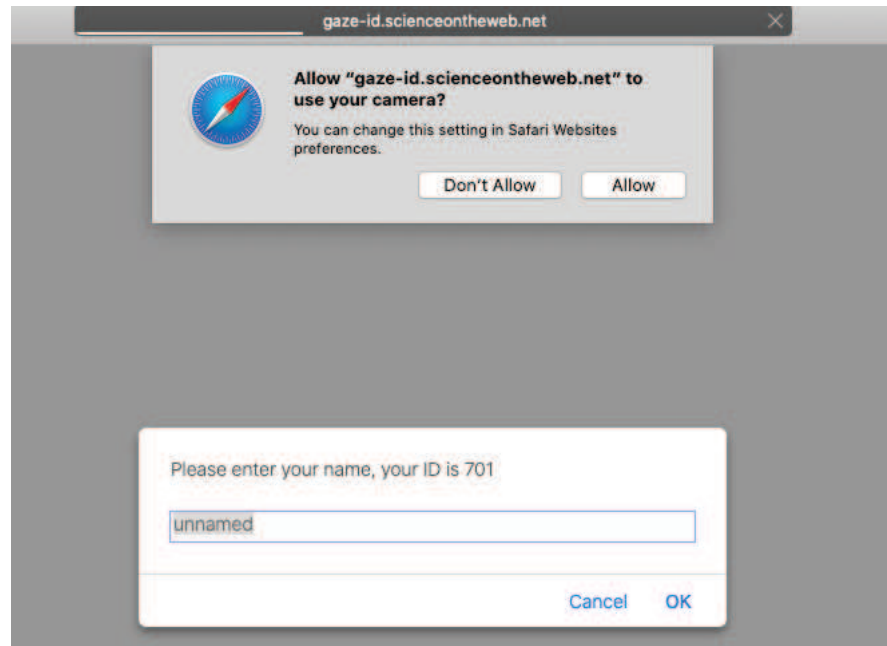 gaze-id.scienceontheweb.net
Allow “gaze-id.scienceontheweb.net” to
use your camera?
You can change this setting in Safari Websites
preferences.
Don't Allow Allow
Please enter your name, your ID is 701
unnamed
Cancel OK